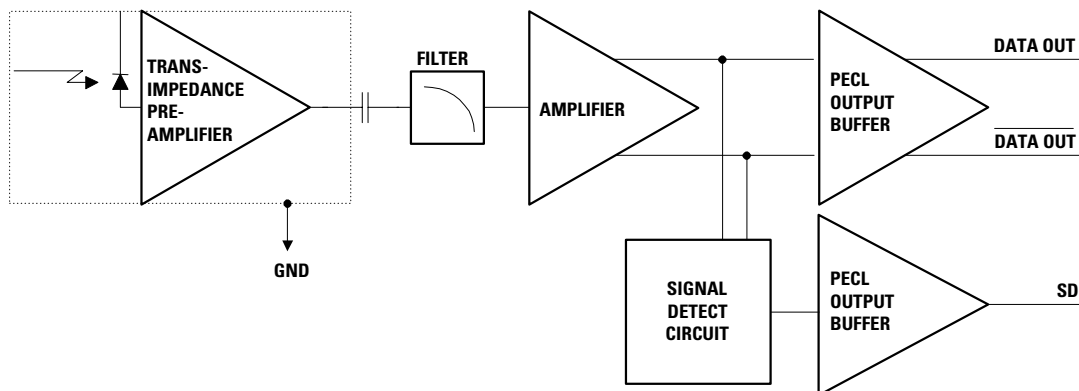 TRANS-
IMPEDANCE
PRE-
AMPLIFIER
GND
FILTER
AMPLIFIER
PECL
OUTPUT
BUFFER
DATA OUT
DATA OUT
SIGNAL
DETECT
CIRCUIT
PECL
OUTPUT
BUFFER
SD